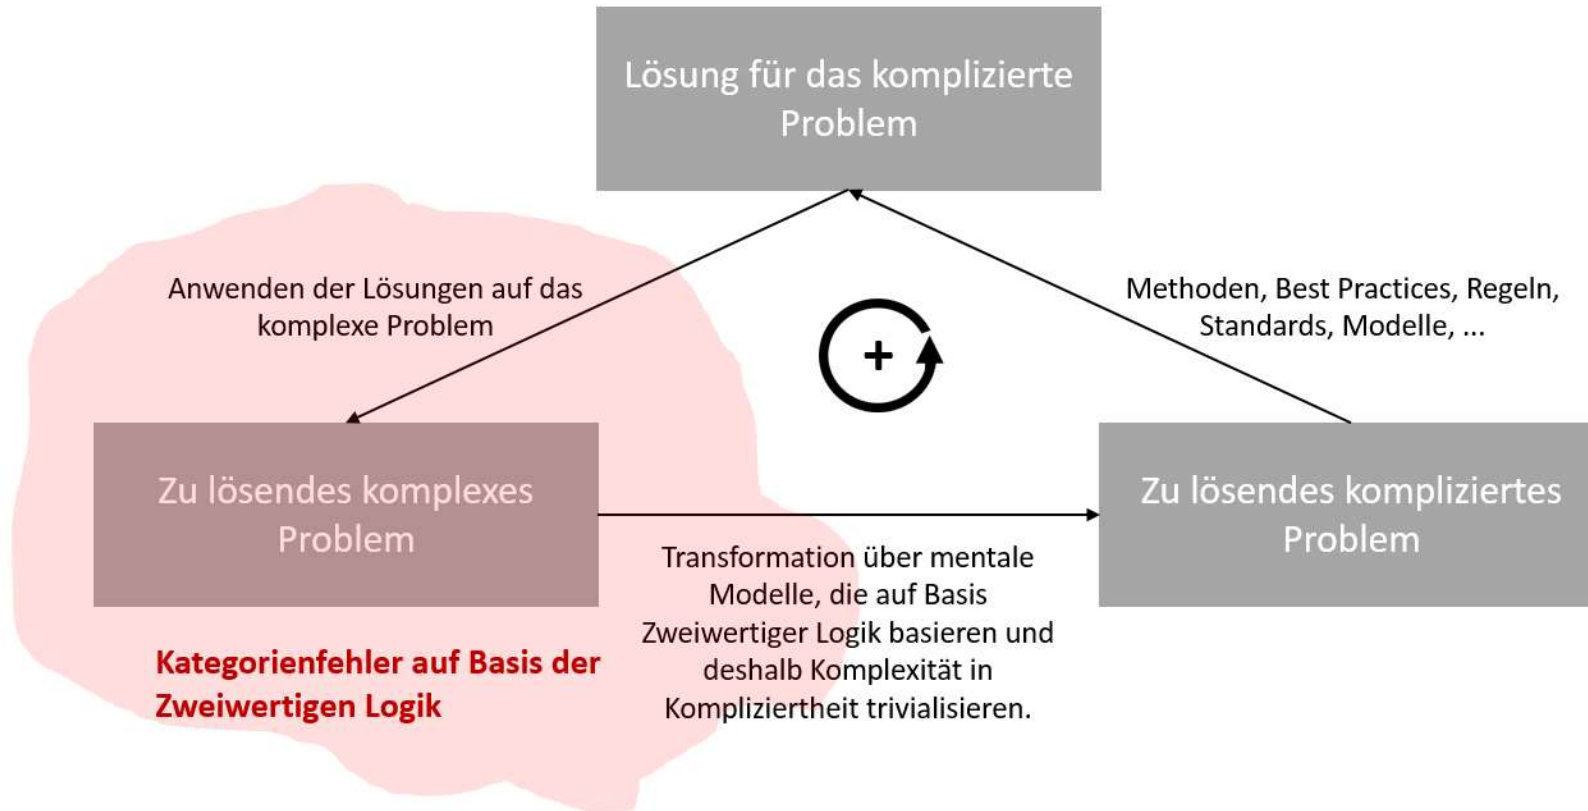 Lösung für das komplizierte
Problem
Anwenden der Lösungen auf das
komplexe Problem
Methoden, Best Practices, Regeln,
Standards, Modelle, ...
+
Zu lösendes komplexes
Problem
Zu lösendes kompliziertes
Problem
Transformation über mentale
Modelle, die auf Basis
Zweiwertiger Logik basieren und
deshalb Komplexität in
Kompliziertheit trivialisieren.
Kategorienfehler auf Basis der
Zweiwertigen Logik